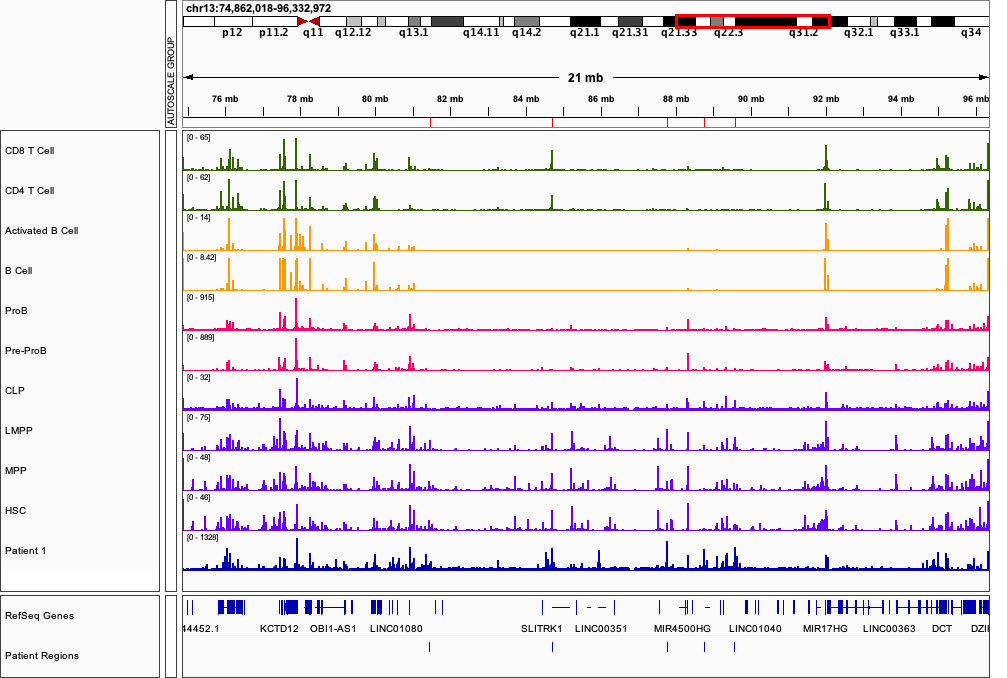 chr13:74,862,018-96,332,972
p12 p11.2 q11 q12.12 q13.1 q14.11 q14.2 q21.1 q21.31 q21.33 q22.3 q31.2 q32.1 q33.1 q34
AUTOSCALE GROUP
21 mb
76 mb 78 mb 80 mb 82 mb 84 mb 86 mb 88 mb 90 mb 92 mb 94 mb 96 mb
CD8 T Cell [0 - 65]
CD4 T Cell [0 - 62]
Activated B Cell [0 - 14]
B Cell [0 - 8.42]
ProB [0 - 915]
Pre-ProB [0 - 889]
CLP [0 - 32]
LMPP [0 - 75]
MPP [0 - 48]
HSC [0 - 46]
Patient 1 [0 - 1328]
RefSeq Genes
44452.1 KCTD12 OBI1-AS1 LINC01080 SLITRK1 LINC00351 MIR4500HG LINC01040 MIR17HG LINC00363 DCT
Patient Regions